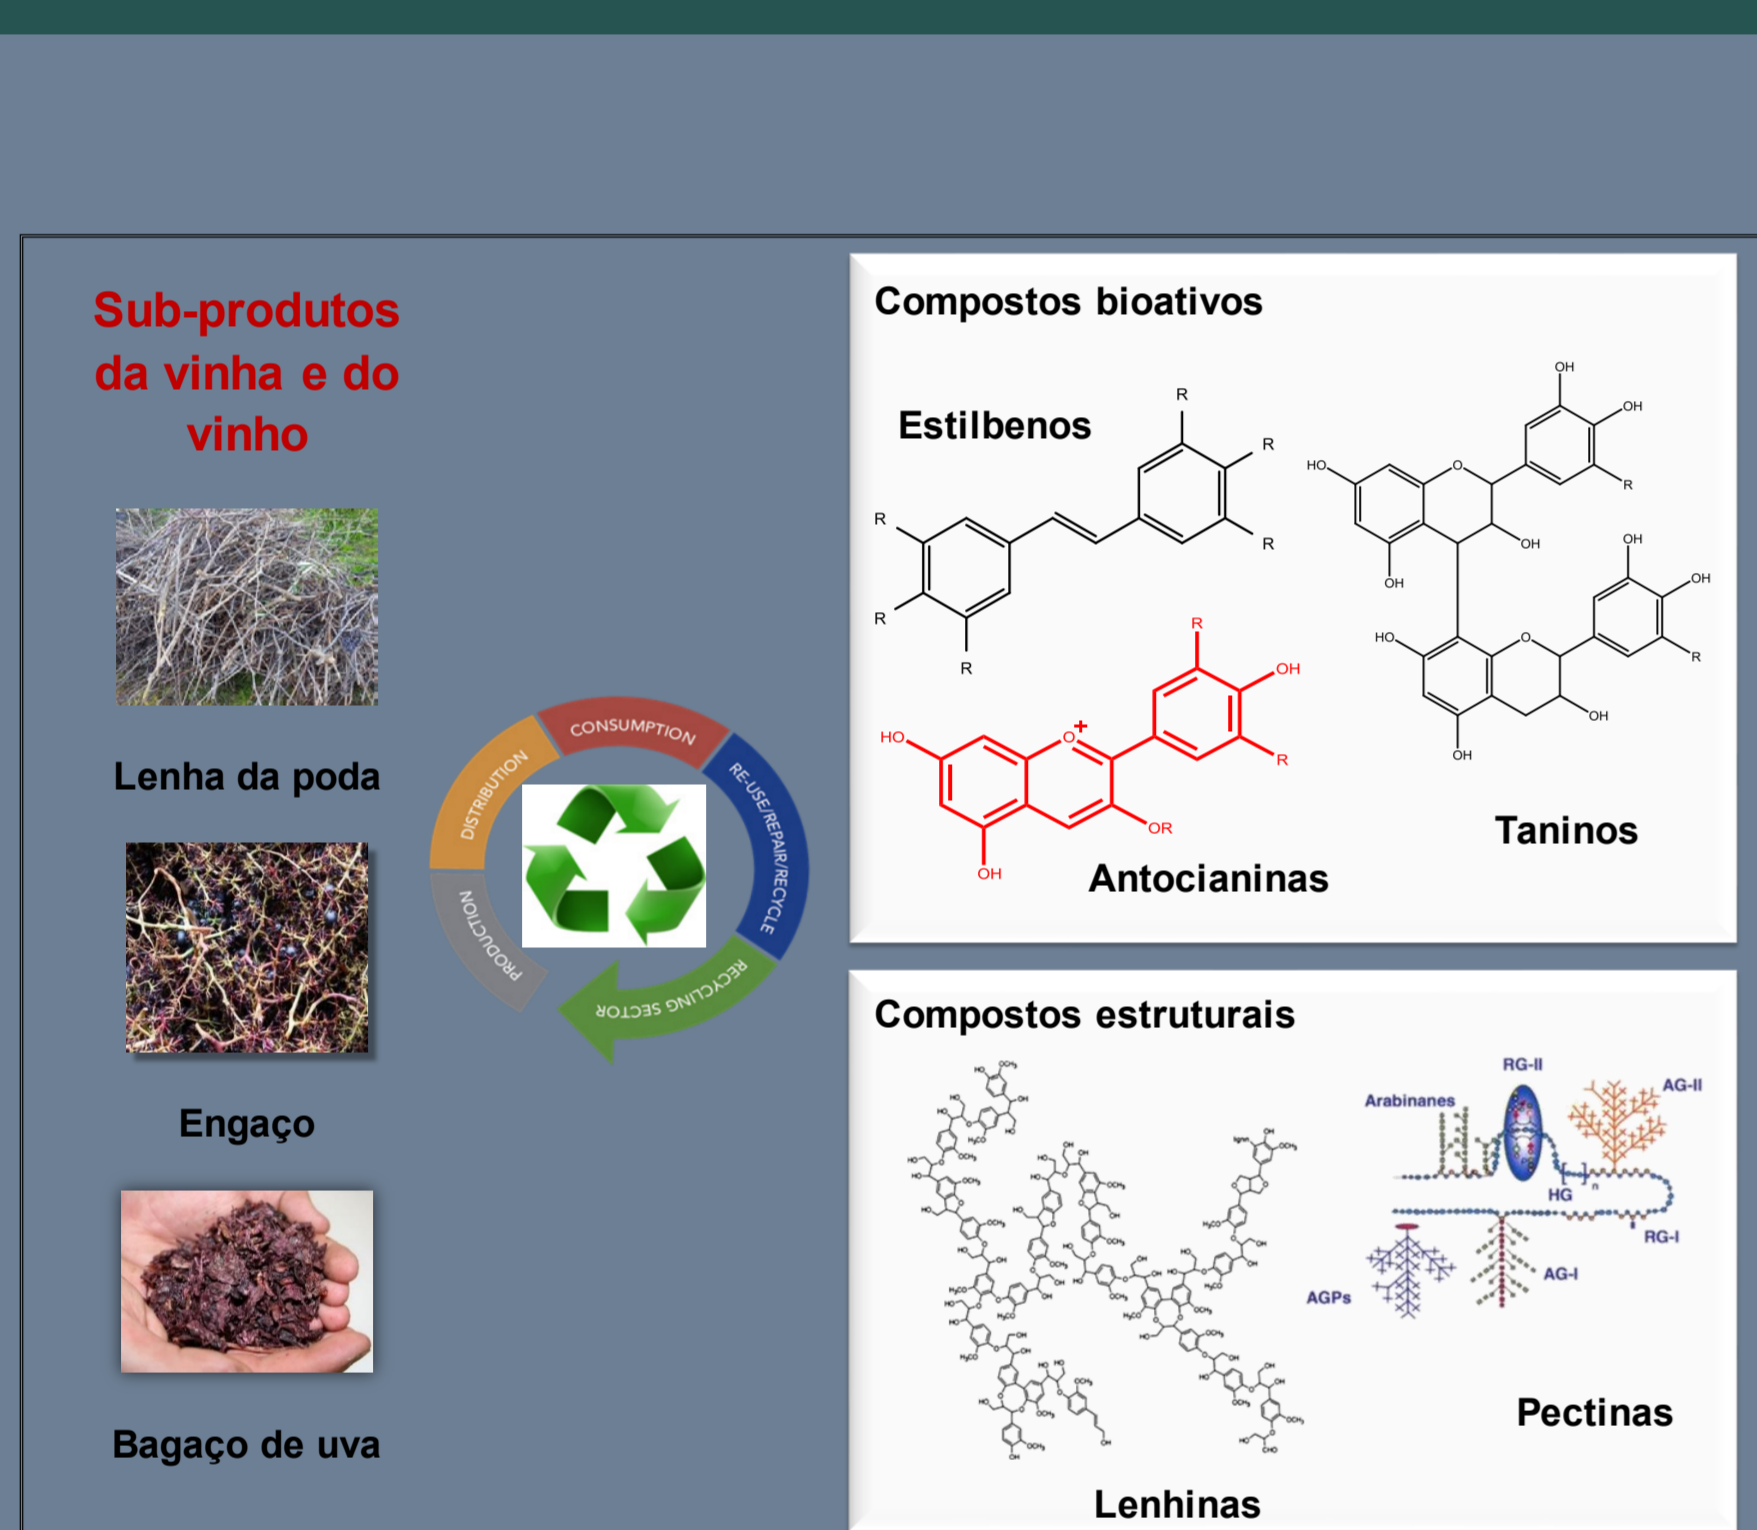 Sub-produtos
da vinha e do
vinho
Lenha da poda
Engaço
Bagaço de uva
CONSUMPTION
DISTRIBUTION
RE-USE/REPAIR/RECYCLE
PRODUCTION
RECYCLING SECTOR
Compostos bioativos
Estilbenos
R
R
R
R
R
R
OH
OH
HO
O
R
OH
OH
OH
OH
HO
O
R
OH
OH
Taninos
R
OH
HO
O
+
R
OR
OH
Antocianinas
Compostos estruturais
Lenhinas
RG-II
AG-II
Arabinanes
HG
n
RG-I
AG-I
AGPs
Pectinas